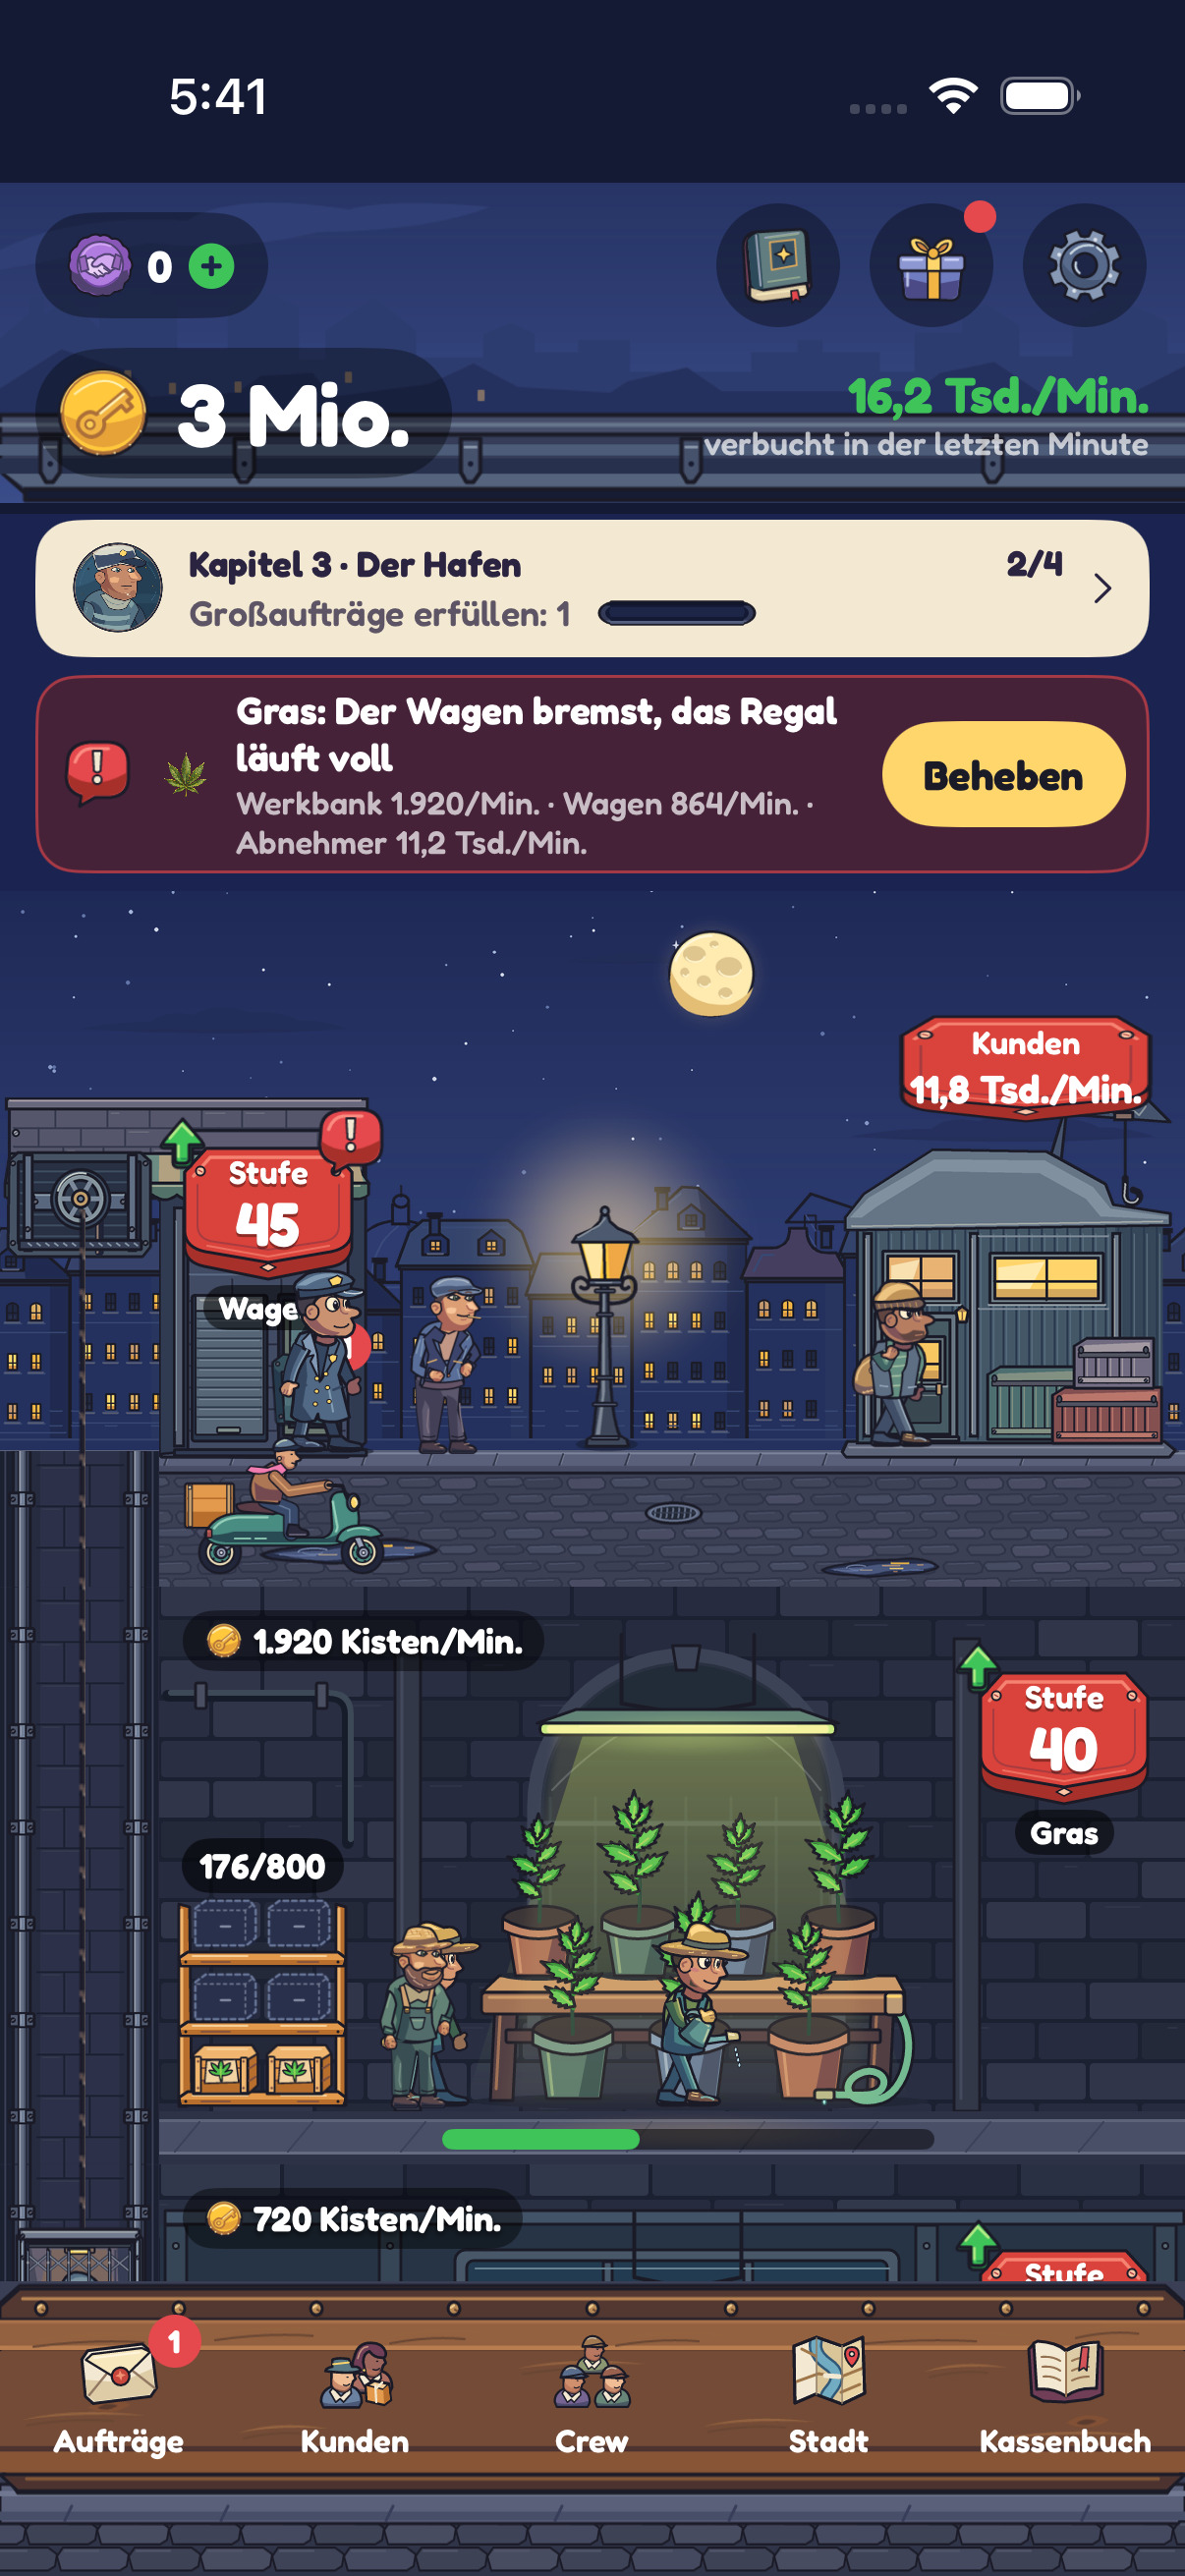 5:41
0
3 Mio.
16,2 Tsd./Min.
verbucht in der letzten Minute
Kapitel 3 · Der Hafen
2/4
Großaufträge erfüllen: 1
Gras: Der Wagen bremst, das Regal
läuft voll
Werkbank 1.920/Min. · Wagen 864/Min. ·
Abnehmer 11,2 Tsd./Min.
Beheben
Kunden
11,8 Tsd./Min.
Stufe
45
Wage
1.920 Kisten/Min.
Stufe
40
Gras
176/800
720 Kisten/Min.
Stufe
1
Aufträge
Kunden
Crew
Stadt
Kassenbuch